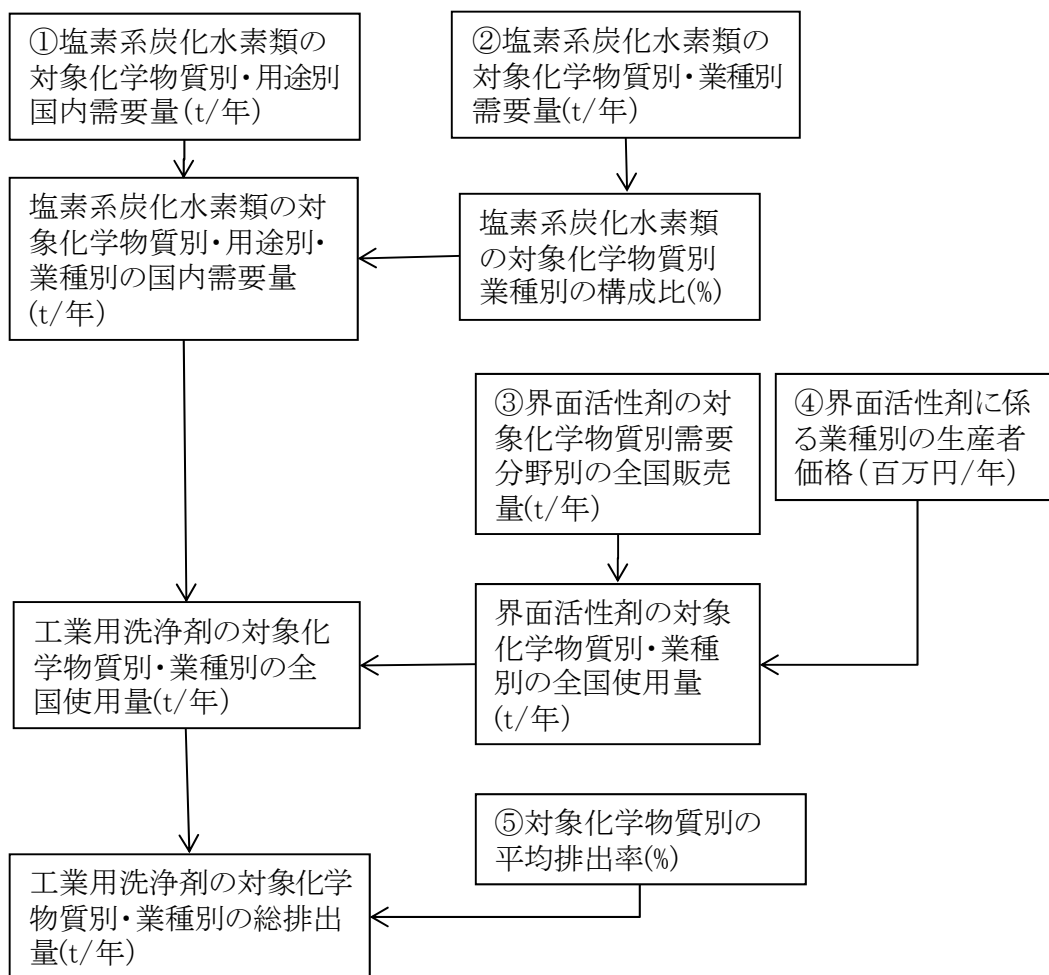 ①塩素系炭化水素類の
対象化学物質別・用途別
国内需要量(t/年)
②塩素系炭化水素類の
対象化学物質別・業種別
需要量(t/年)
塩素系炭化水素類の対
象化学物質別・用途別・
業種別の国内需要量
(t/年)
塩素系炭化水素類
の対象化学物質別
業種別の構成比(%)
③界面活性剤の対
象化学物質別需要
分野別の全国販売
量(t/年)
④界面活性剤に係
る業種別の生産者
価格(百万円/年)
工業用洗浄剤の対象化
学物質別・業種別の全
国使用量(t/年)
界面活性剤の対象
化学物質別・業種
別の全国使用量
(t/年)
⑤対象化学物質別の
平均排出率(%)
工業用洗浄剤の対象化学
物質別・業種別の総排出
量(t/年)